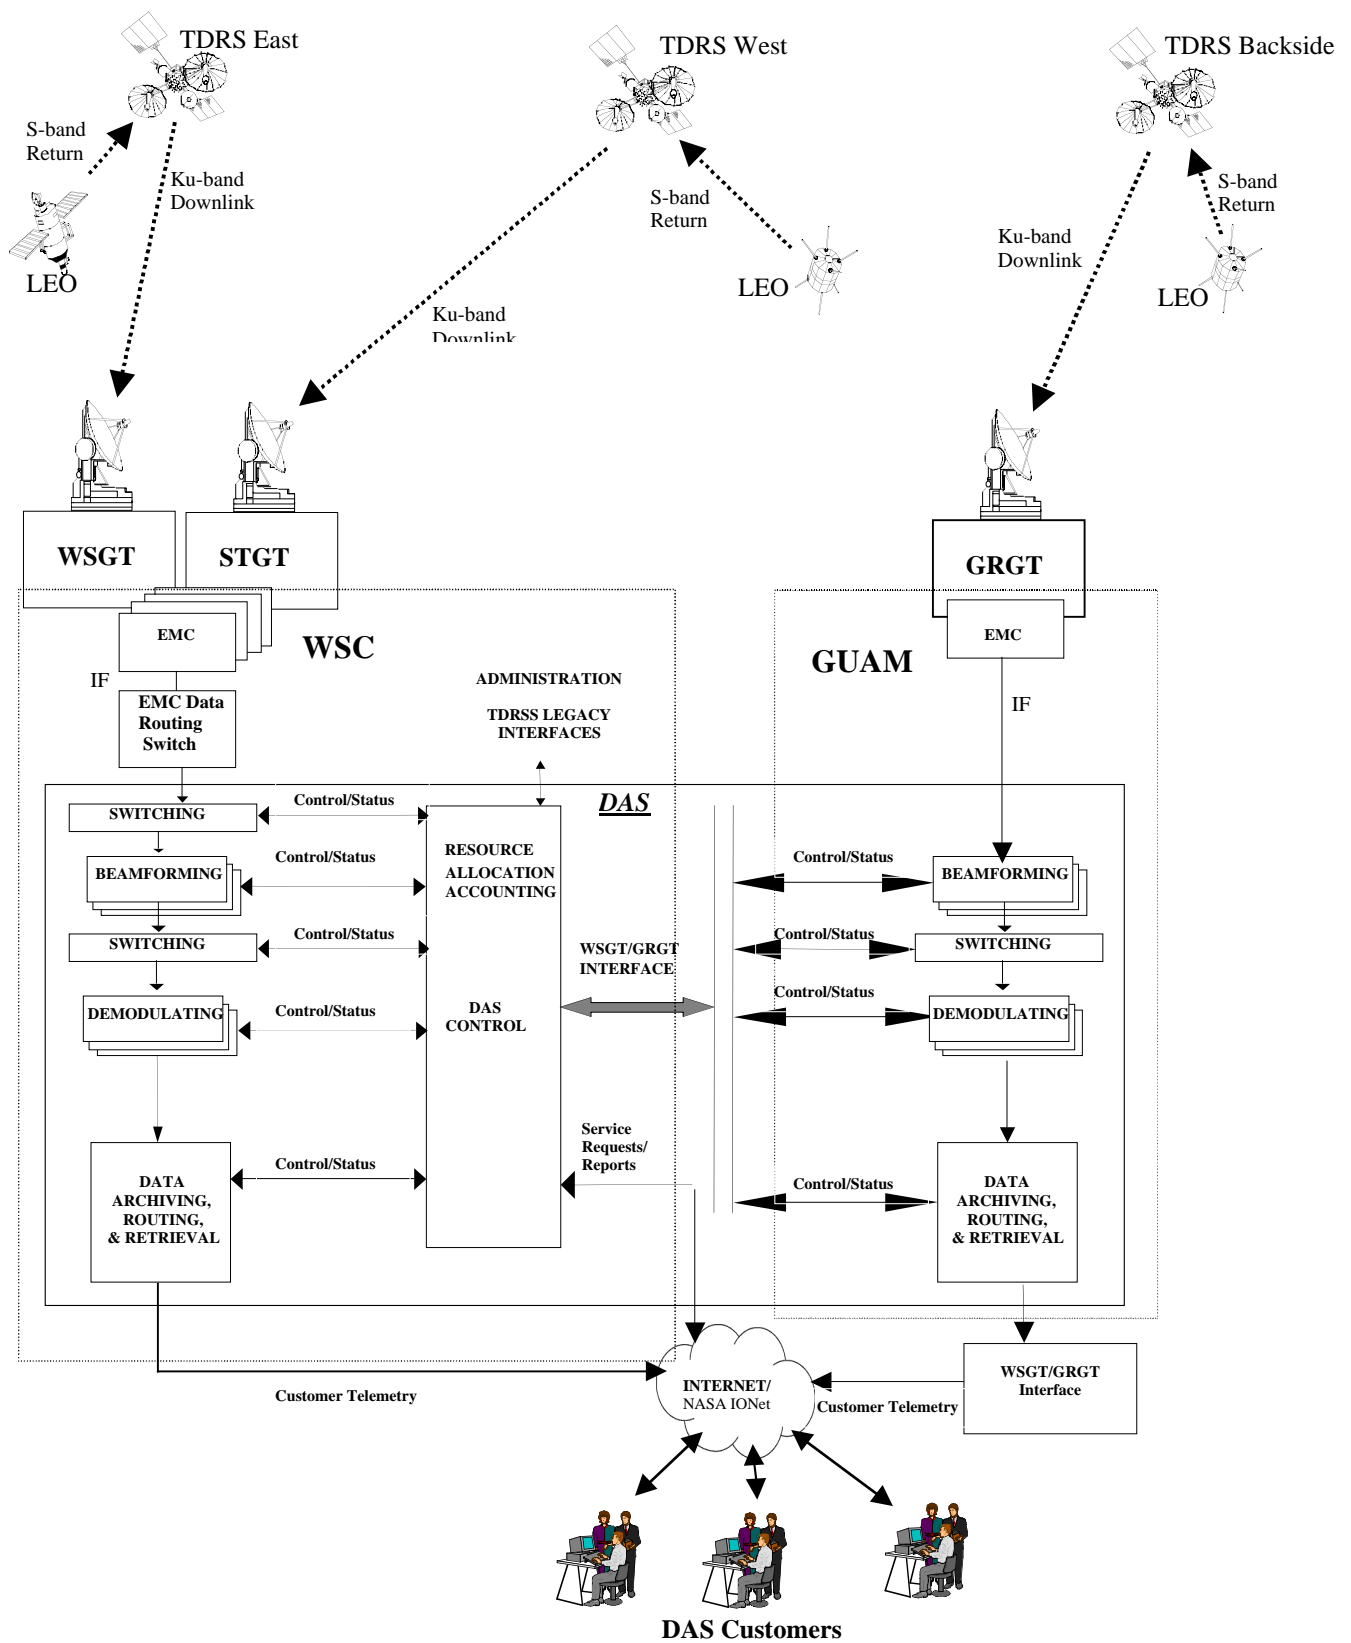 TDRS East
TDRS West
TDRS Backside
S-band
Return
Ku-band
Downlink
S-band
Return
S-band
Return
Ku-band
Downlink
LEO
LEO
LEO
Ku-band
Downlink
WSGT
STGT
GRGT
EMC
WSC
EMC
GUAM
IF
IF
EMC Data
Routing
Switch
ADMINISTRATION
TDRSS LEGACY
INTERFACES
DAS
SWITCHING
Control/Status
RESOURCE
ALLOCATION
ACCOUNTING
BEAMFORMING
Control/Status
Control/Status
BEAMFORMING
SWITCHING
Control/Status
Control/Status
SWITCHING
WSGT/GRGT
INTERFACE
DEMODULATING
Control/Status
DAS
CONTROL
Control/Status
DEMODULATING
Service
Requests/
Reports
DATA
ARCHIVING,
ROUTING,
& RETRIEVAL
Control/Status
Control/Status
DATA
ARCHIVING,
ROUTING,
& RETRIEVAL
Customer Telemetry
INTERNET/
NASA IONet
Customer Telemetry
WSGT/GRGT
Interface
DAS Customers